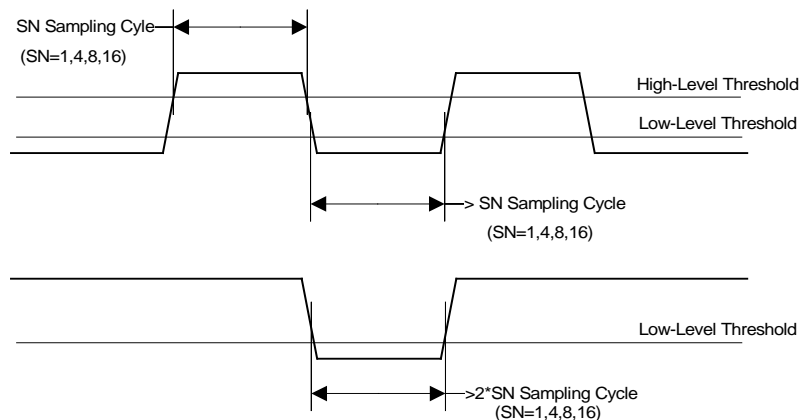 SN Sampling Cyle
(SN=1,4,8,16)
High-Level Threshold
Low-Level Threshold
> SN Sampling Cycle
(SN=1,4,8,16)
Low-Level Threshold
>2*SN Sampling Cycle
(SN=1,4,8,16)